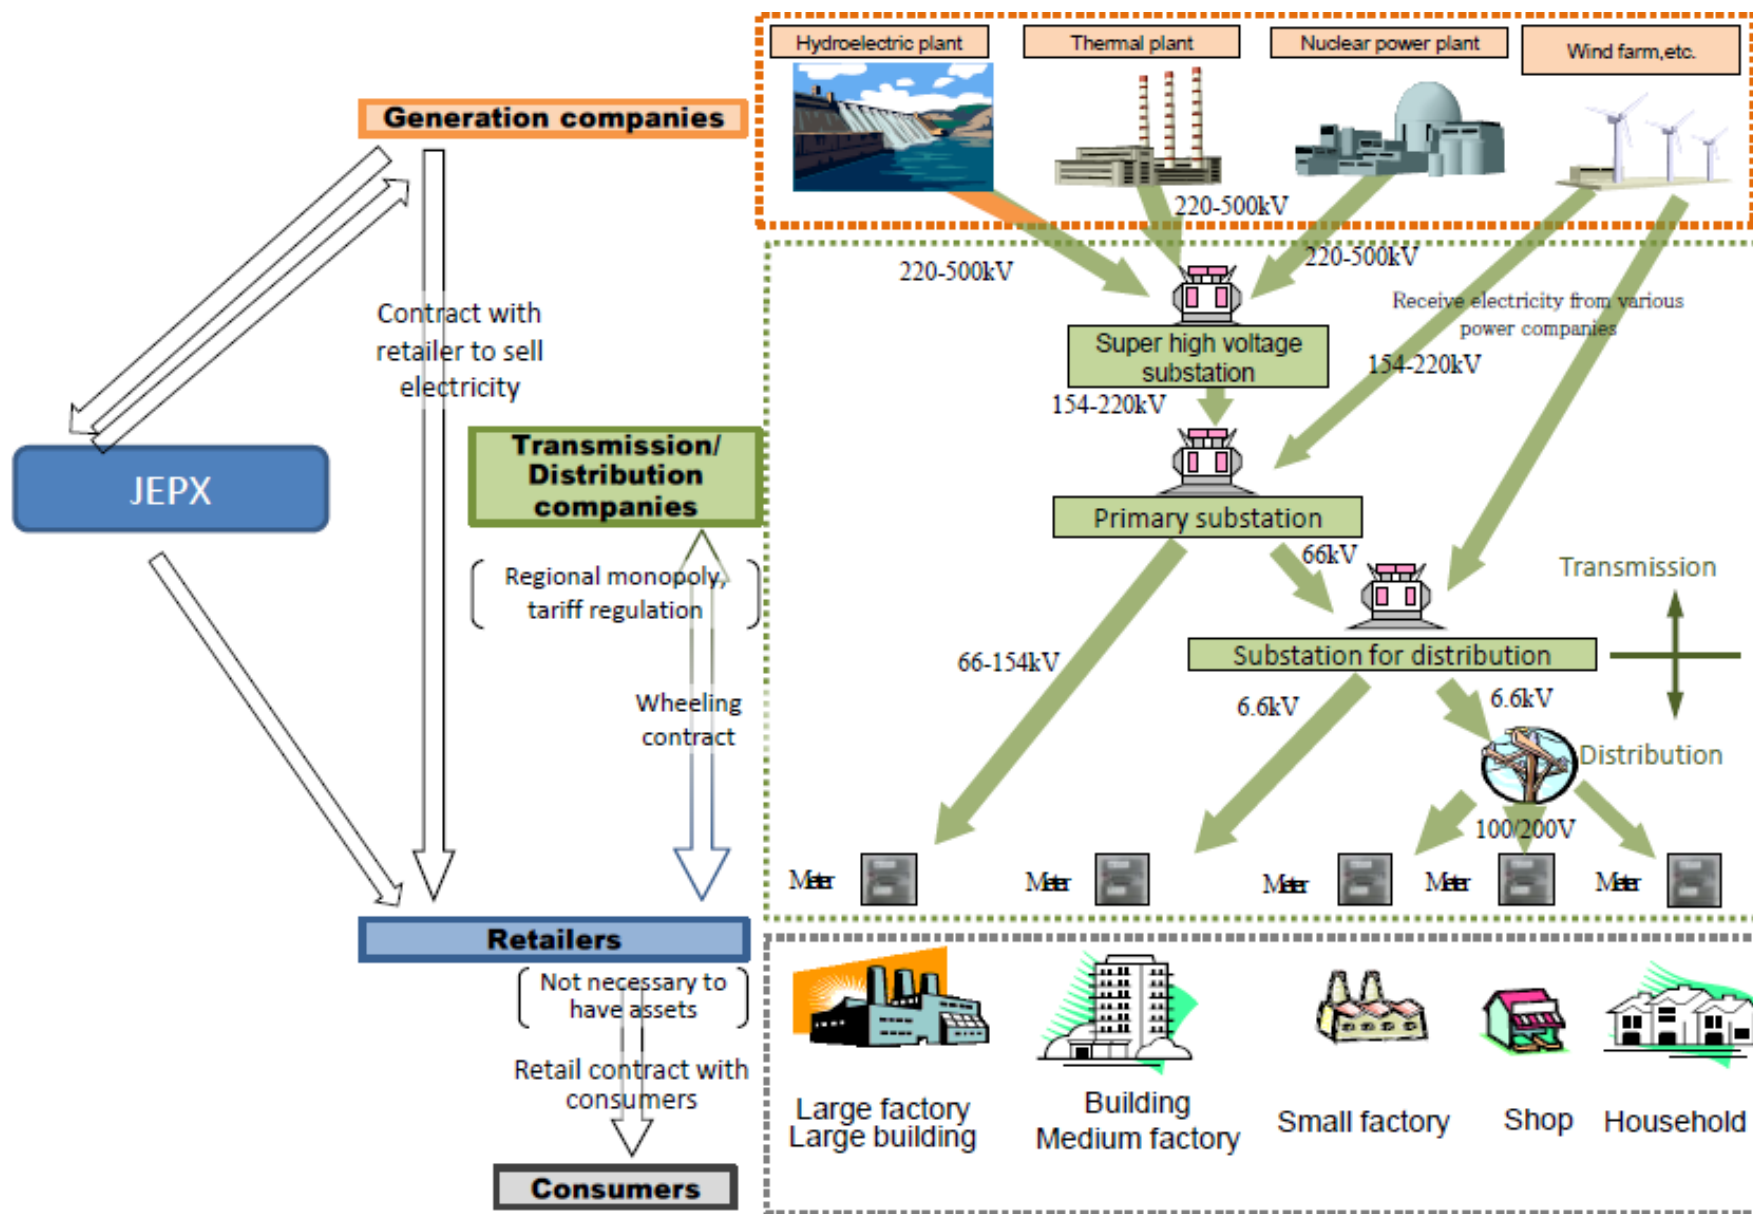 Hydroelectric plant
Thermal plant
Nuclear power plant
Wind farm,etc.
Generation companies
220-500kV
220-500kV
220-500kV
Receive electricity from various
power companies
Contract with
retailer to sell
electricity
Super high voltage
substation
154-220kV
154-220kV
Transmission/
Distribution
companies
JEPX
Primary substation
66kV
Regional monopoly,
tariff regulation
Transmission
Substation for distribution
66-154kV
6.6kV
6.6kV
Wheeling
contract
Distribution
100/200V
Meter
Meter
Meter
Meter
Meter
Retailers
Not necessary to
have assets
Retail contract with
consumers
Large factory
Large building
Building
Medium factory
Small factory
Shop
Household
Consumers